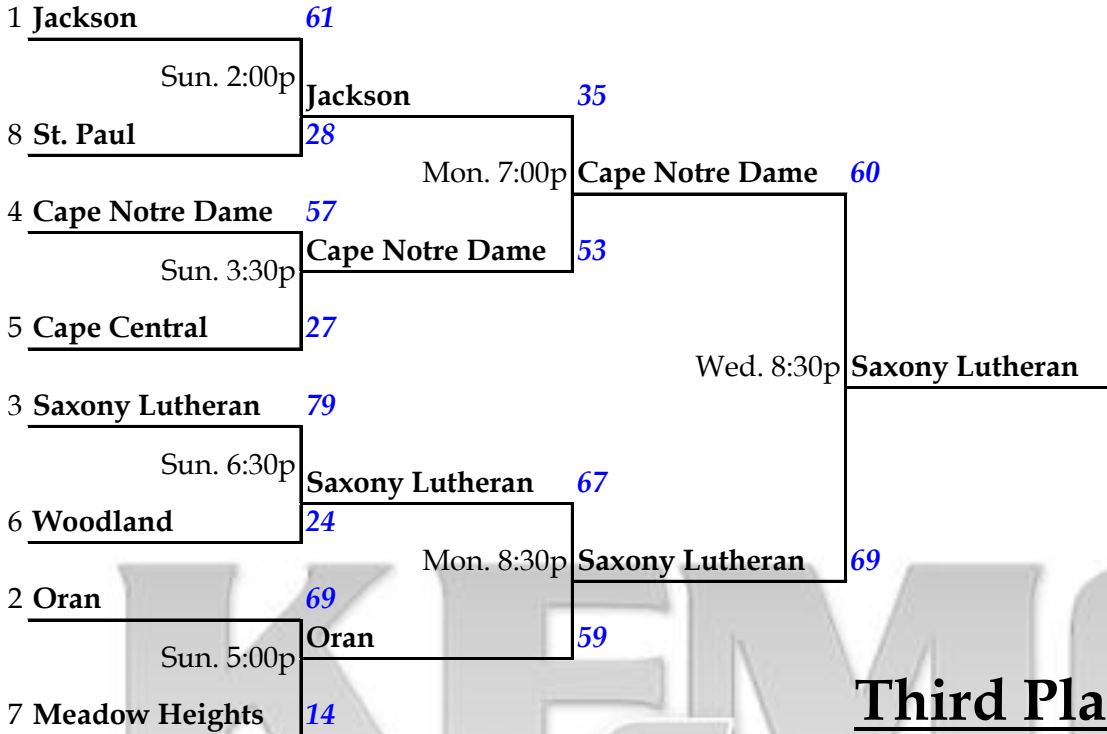 1 Jackson 61
Sun. 2:00p
Jackson 35
8 St. Paul 28
Mon. 7:00p Cape Notre Dame 60
4 Cape Notre Dame 57
Cape Notre Dame 53
Sun. 3:30p
5 Cape Central 27
Wed. 8:30p Saxony Lutheran
3 Saxony Lutheran 79
Sun. 6:30p
Saxony Lutheran 67
6 Woodland 24
Mon. 8:30p Saxony Lutheran 69
2 Oran 69
Oran 59
Sun. 5:00p
7 Meadow Heights 14
Third Pla